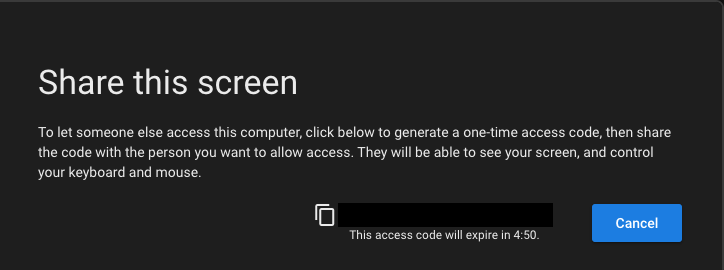 Share this screen
To let someone else access this computer, click below to generate a one-time access code, then share
the code with the person you want to allow access. They will be able to see your screen, and control
your keyboard and mouse.
Cancel
This access code will expire in 4:50.